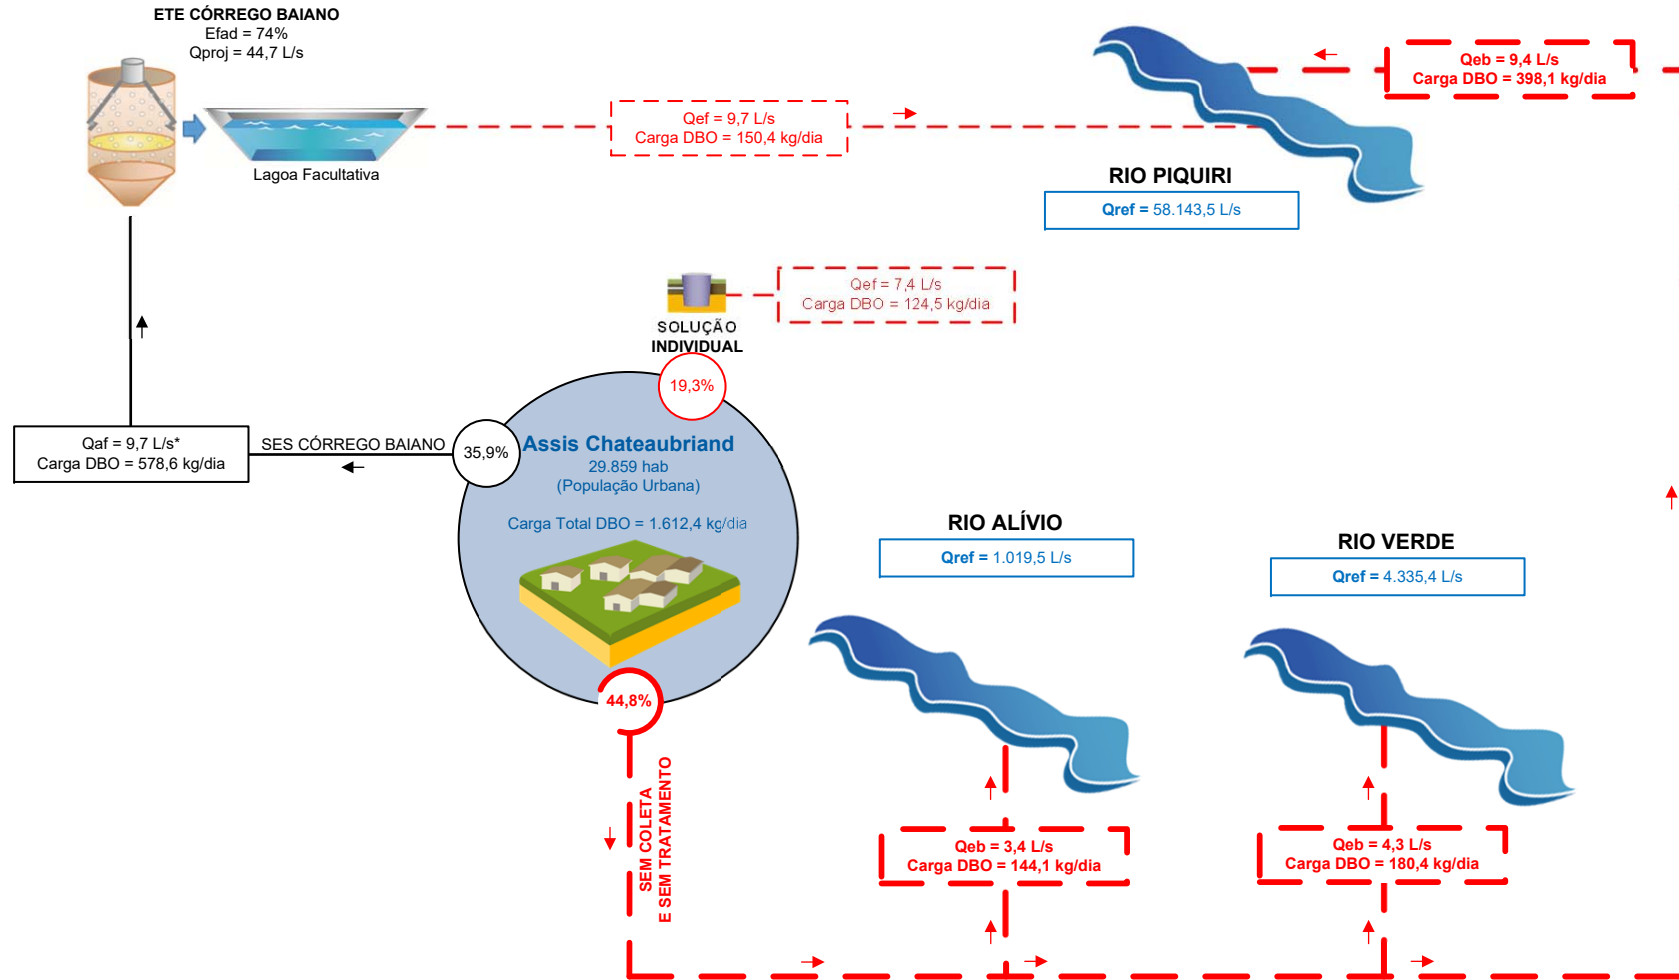 ETE CÓRREGO BAIANO
Efad = 74%
Qproj = 44,7 L/s
Lagoa Facultativa
Qef = 9,7 L/s
Carga DBO = 150,4 kg/dia
Qeb = 9,4 L/s
Carga DBO = 398,1 kg/dia
RIO PIQUIRI
Qref = 58.143,5 L/s
Qef = 7,4 L/s
Carga DBO = 124,5 kg/dia
SOLUÇÃO
INDIVIDUAL
19,3%
Qaf = 9,7 L/s*
Carga DBO = 578,6 kg/dia
SES CÓRREGO BAIANO
35,9%
Assis Chateaubriand
29.859 hab
(População Urbana)
Carga Total DBO = 1.612,4 kg/dia
44,8%
SEM COLETA
E SEM TRATAMENTO
RIO ALÍVIO
Qref = 1.019,5 L/s
RIO VERDE
Qref = 4.335,4 L/s
Qeb = 3,4 L/s
Carga DBO = 144,1 kg/dia
Qeb = 4,3 L/s
Carga DBO = 180,4 kg/dia